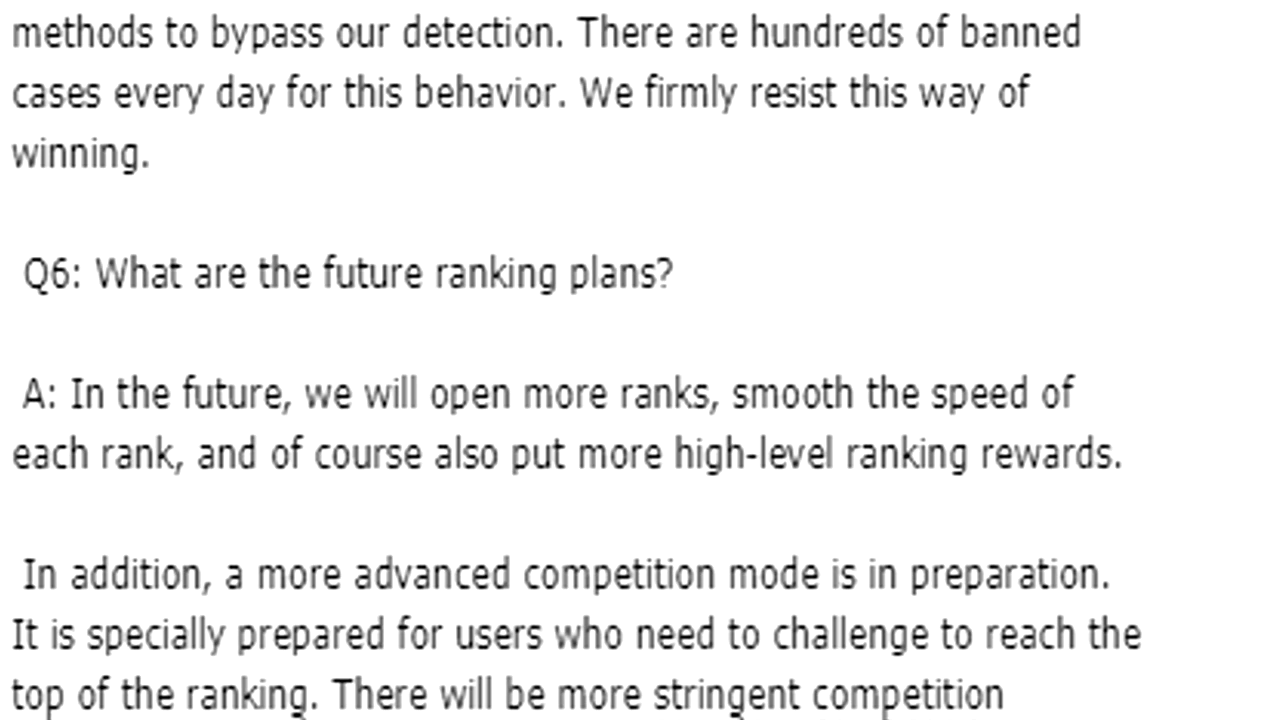 methods to bypass our detection. There are hundreds of banned
cases every day for this behavior. We firmly resist this way of
winning.
Q6: What are the future ranking plans?
A: In the future, we will open more ranks, smooth the speed of
each rank, and of course also put more high-level ranking rewards.
In addition, a more advanced competition mode is in preparation.
It is specially prepared for users who need to challenge to reach the
top of the ranking. There will be more stringent competition